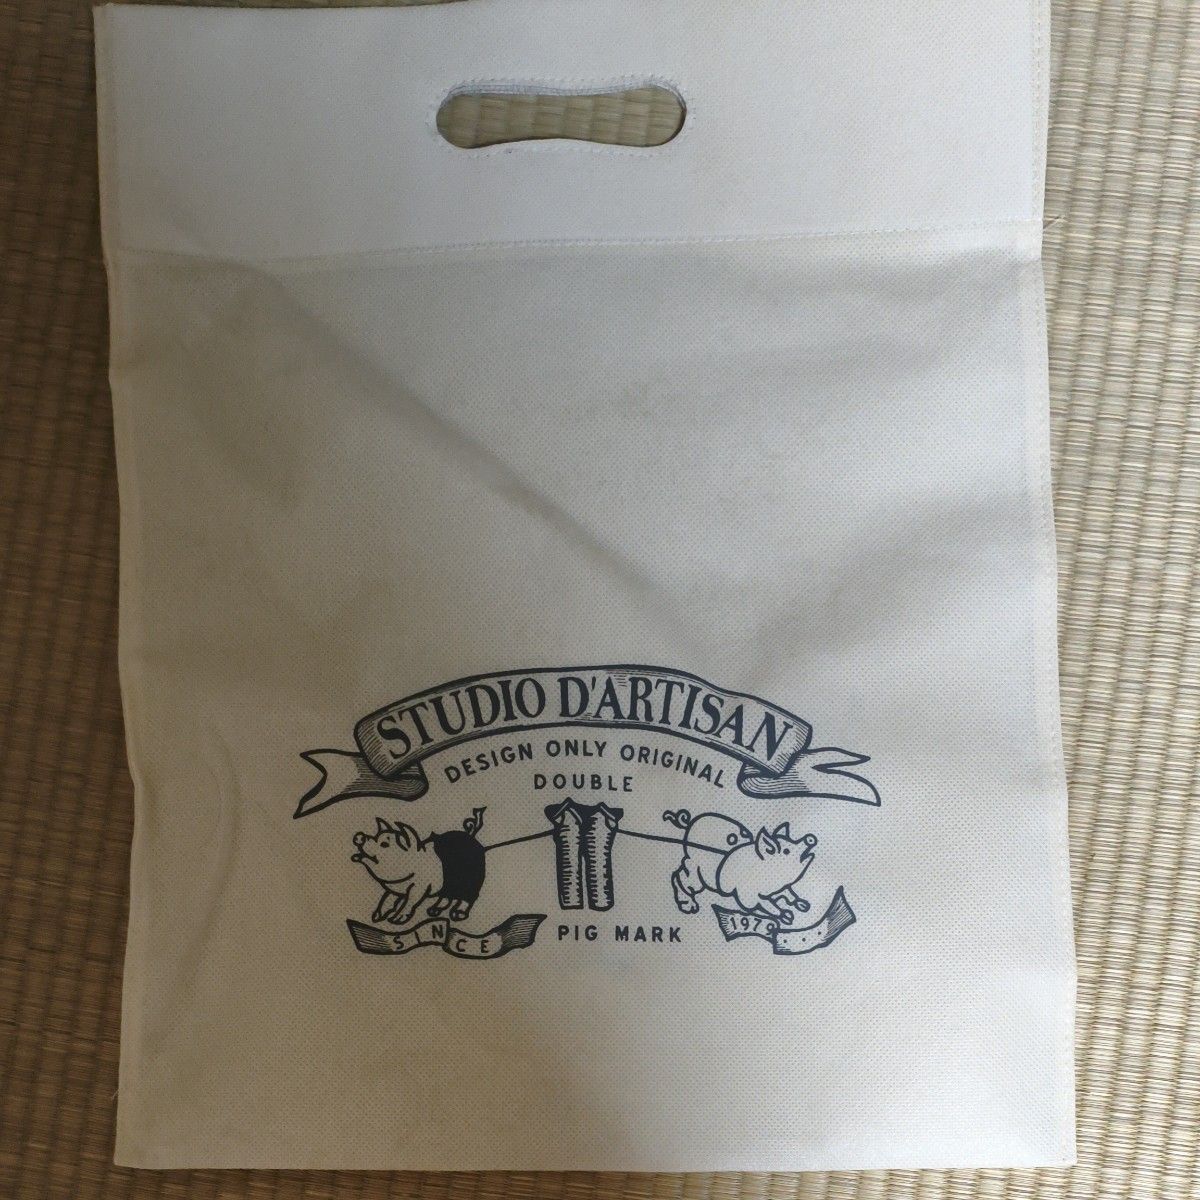 STUDIO D'ARTISAN
DESIGN ONLY ORIGINAL
DOUBLE
SINCE
PIG MARK
1979